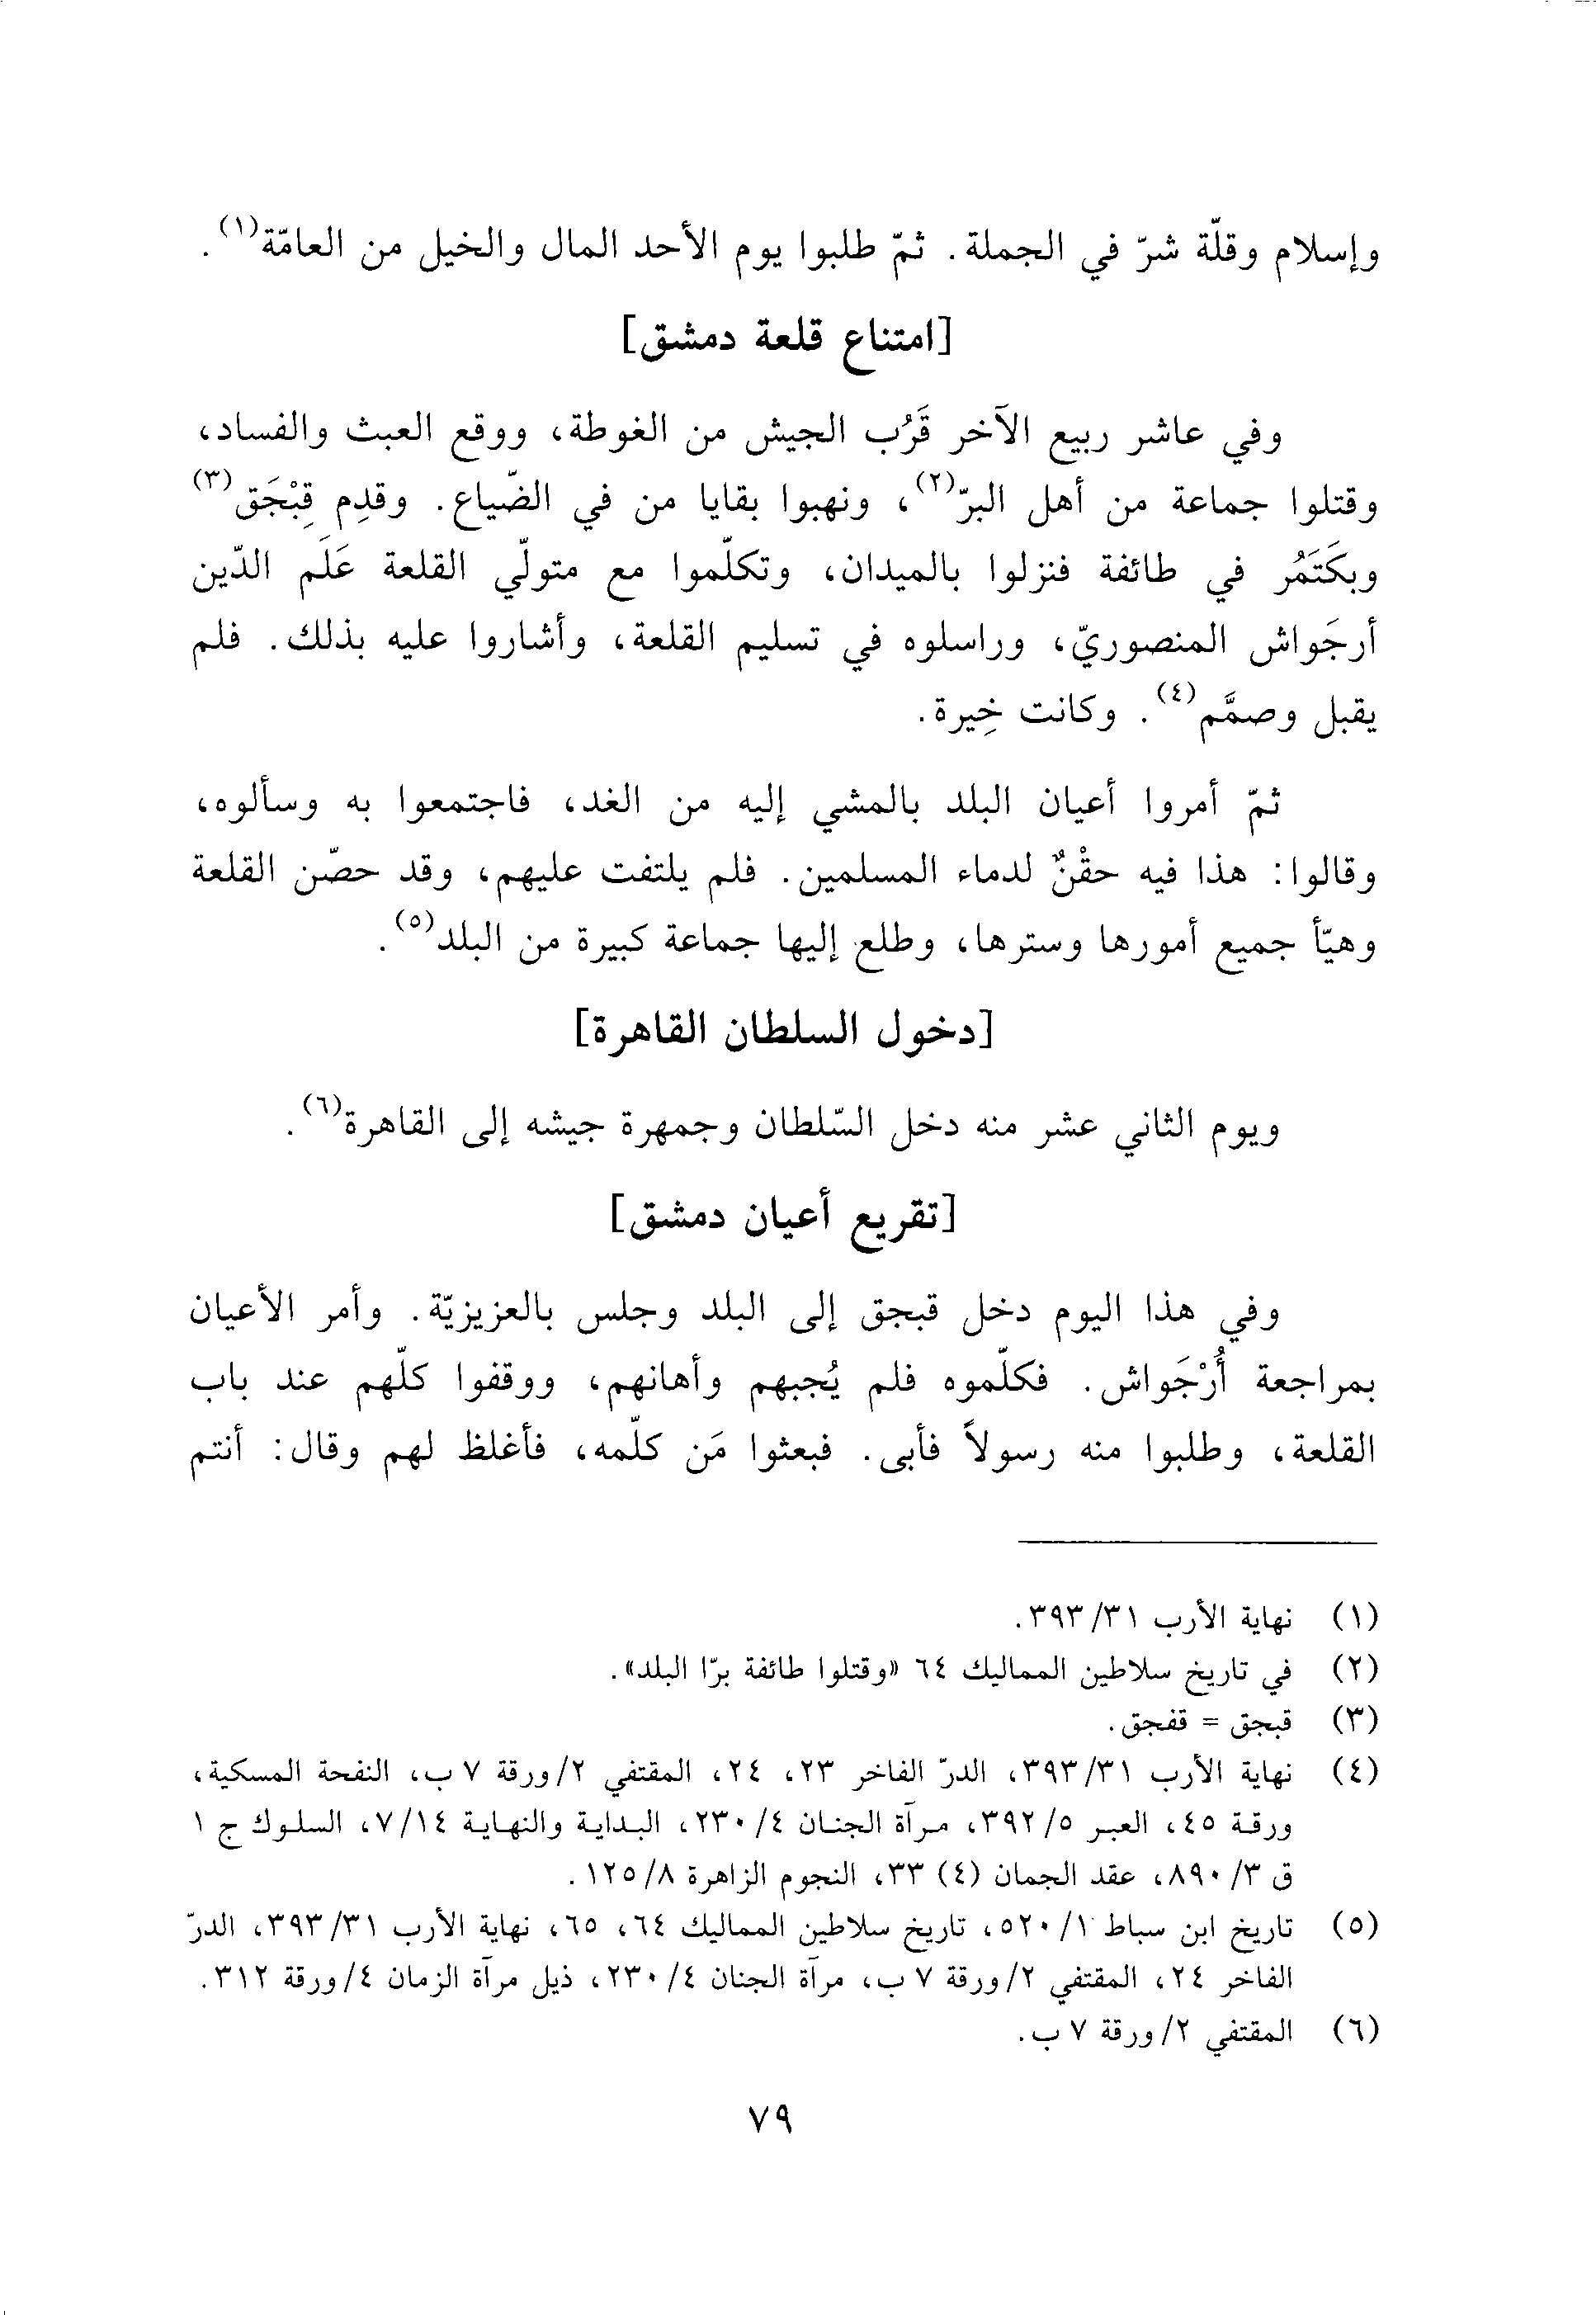 وإسلام وقلّة شرّ في الجملة. ثمّ طلبوا يوم الأحد المال والخيل من العامّة(١).
[امتناع قلعة دمشق]
وفي عاشر ربيع الآخر قَرُب الجيش من الغوطة، ووقع العبث والفساد،
وقتلوا جماعة من أهل البرّ(٢)، ونهبوا بقايا من في الضّياع. وقدِم قِبْجَق(٣)
وبكَتَمُر في طائفة فنزلوا بالميدان، وتكلّموا مع متولّي القلعة عَلَم الدّين
أرجَواش المنصوريّ، وراسلوه في تسليم القلعة، وأشاروا عليه بذلك. فلم
يقبل وصمَّم(٤). وكانت خِيرة.
ثمّ أمروا أعيان البلد بالمشي إليه من الغد، فاجتمعوا به وسألوه،
وقالوا: هذا فيه حقْنٌ لدماء المسلمين. فلم يلتفت عليهم، وقد حصّن القلعة
وهيّأ جميع أمورها وسترها، وطلع إليها جماعة كبيرة من البلد(٥).
[دخول السلطان القاهرة]
ويوم الثاني عشر منه دخل السّلطان وجمهرة جيشه إلى القاهرة(٦).
[تقريع أعيان دمشق]
وفي هذا اليوم دخل قبجق إلى البلد وجلس بالعزيزيّة. وأمر الأعيان
بمراجعة أُرْجَواش. فكلّموه فلم يُجبهم وأهانهم، ووقفوا كلّهم عند باب
القلعة، وطلبوا منه رسولاً فأبى. فبعثوا مَن كلّمه، فأغلظ لهم وقال: أنتم
(١) نهاية الأرب ٣١/ ٣٩٣.
(٢) في تاريخ سلاطين المماليك ٦٤ «وقتلوا طائفة برّا البلد».
(٣) قبجق = قفجق.
(٤) نهاية الأرب ٣١/ ٣٩٣، الدرّ الفاخر ٢٣، ٢٤، المقتفي ٢/ ورقة ٧ ب، النفحة المسكية،
ورقة ٤٥، العبر ٥/ ٣٩٢، مرآة الجنان ٤/ ٢٣٠، البداية والنهاية ١٤/ ٧، السلوك ج ١
ق ٣/ ٨٩٠، عقد الجمان (٤) ٣٣، النجوم الزاهرة ٨/ ١٢٥.
(٥) تاريخ ابن سباط ١/ ٥٢٠، تاريخ سلاطين المماليك ٦٤، ٦٥، نهاية الأرب ٣١/ ٣٩٣، الدرّ
الفاخر ٢٤، المقتفي ٢/ ورقة ٧ ب، مرآة الجنان ٤/ ٢٣٠، ذيل مرآة الزمان ٤/ ورقة ٣١٢.
(٦) المقتفي ٢/ ورقة ٧ ب.
٧٩